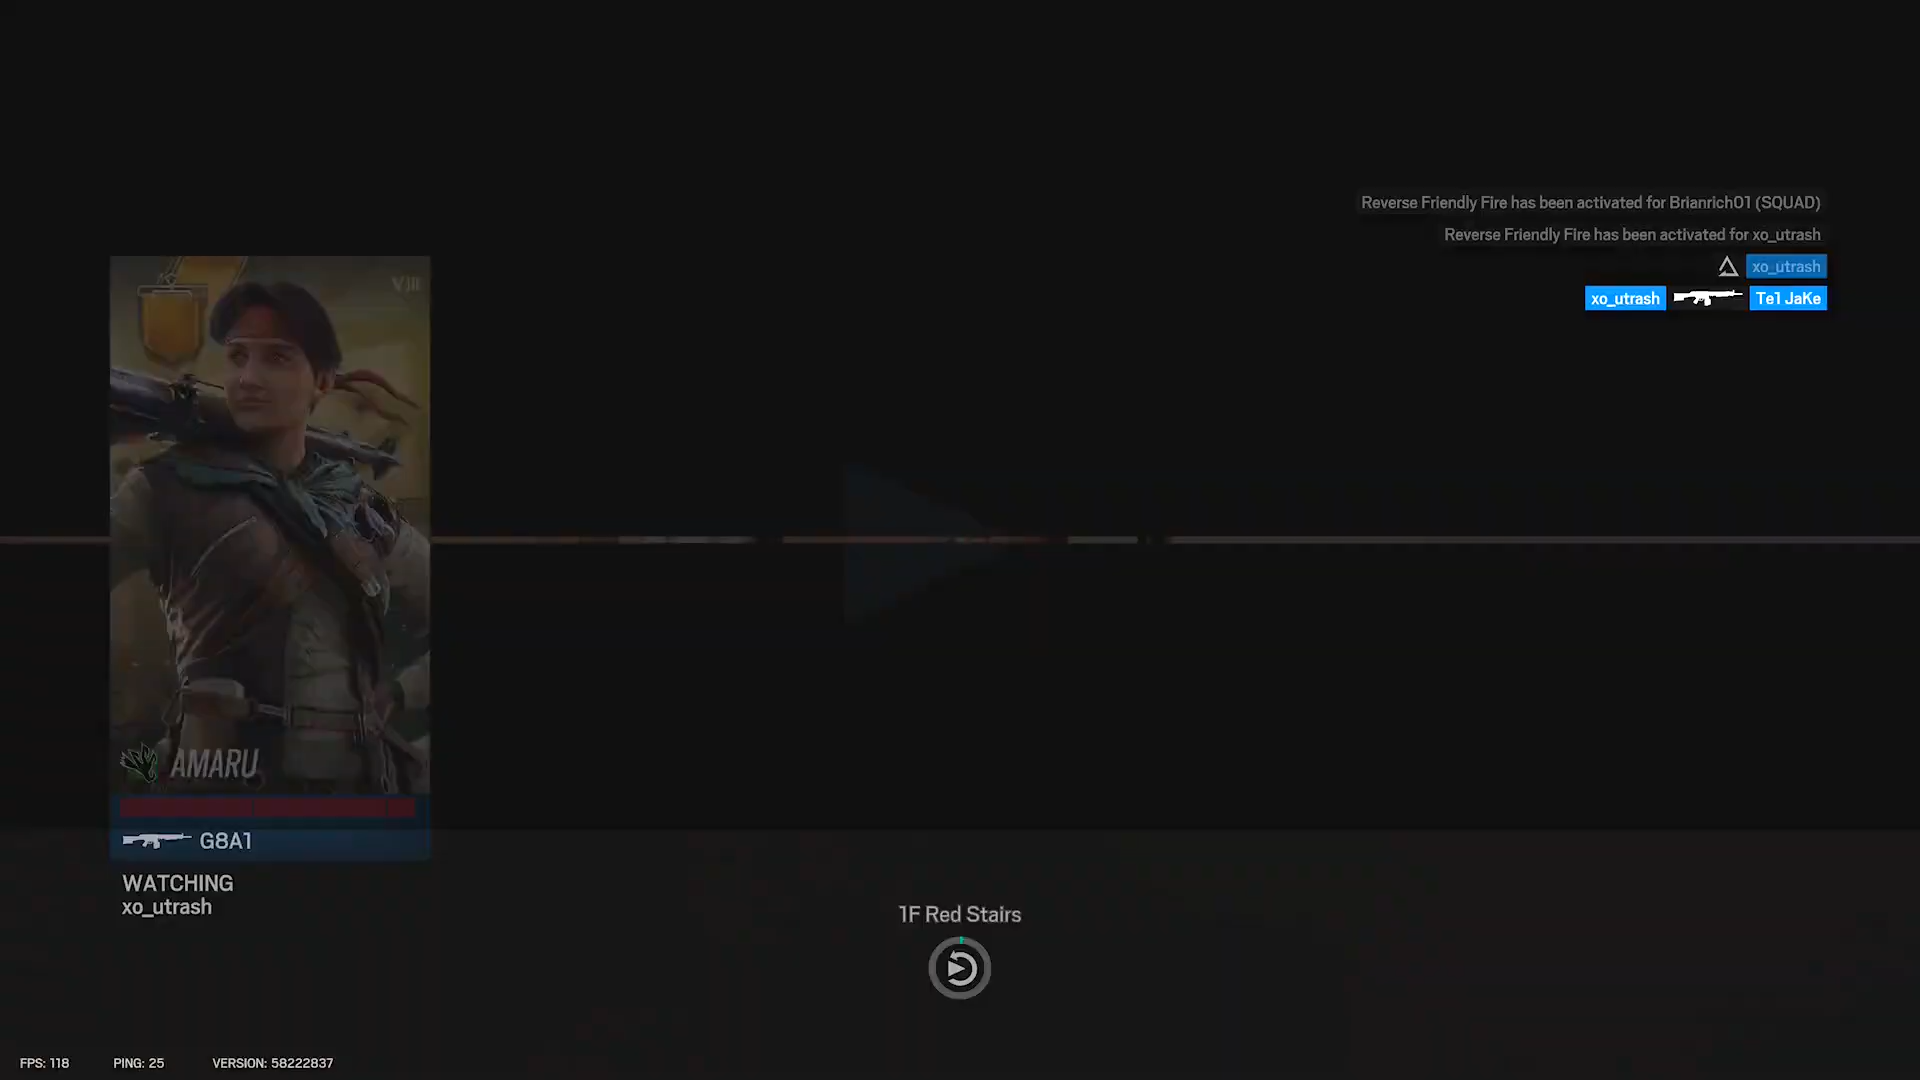 Reverse Friendly Fire has been activated for Brianrich01 (SQUAD)
Reverse Friendly Fire has been activated for xo_utrash
xo_utrash
xo_utrash Te1 JaKe
VJII
AMARU
G8A1
WATCHING
xo_utrash
1F Red Stairs
FPS: 118 PING: 25 VERSION: 58222837